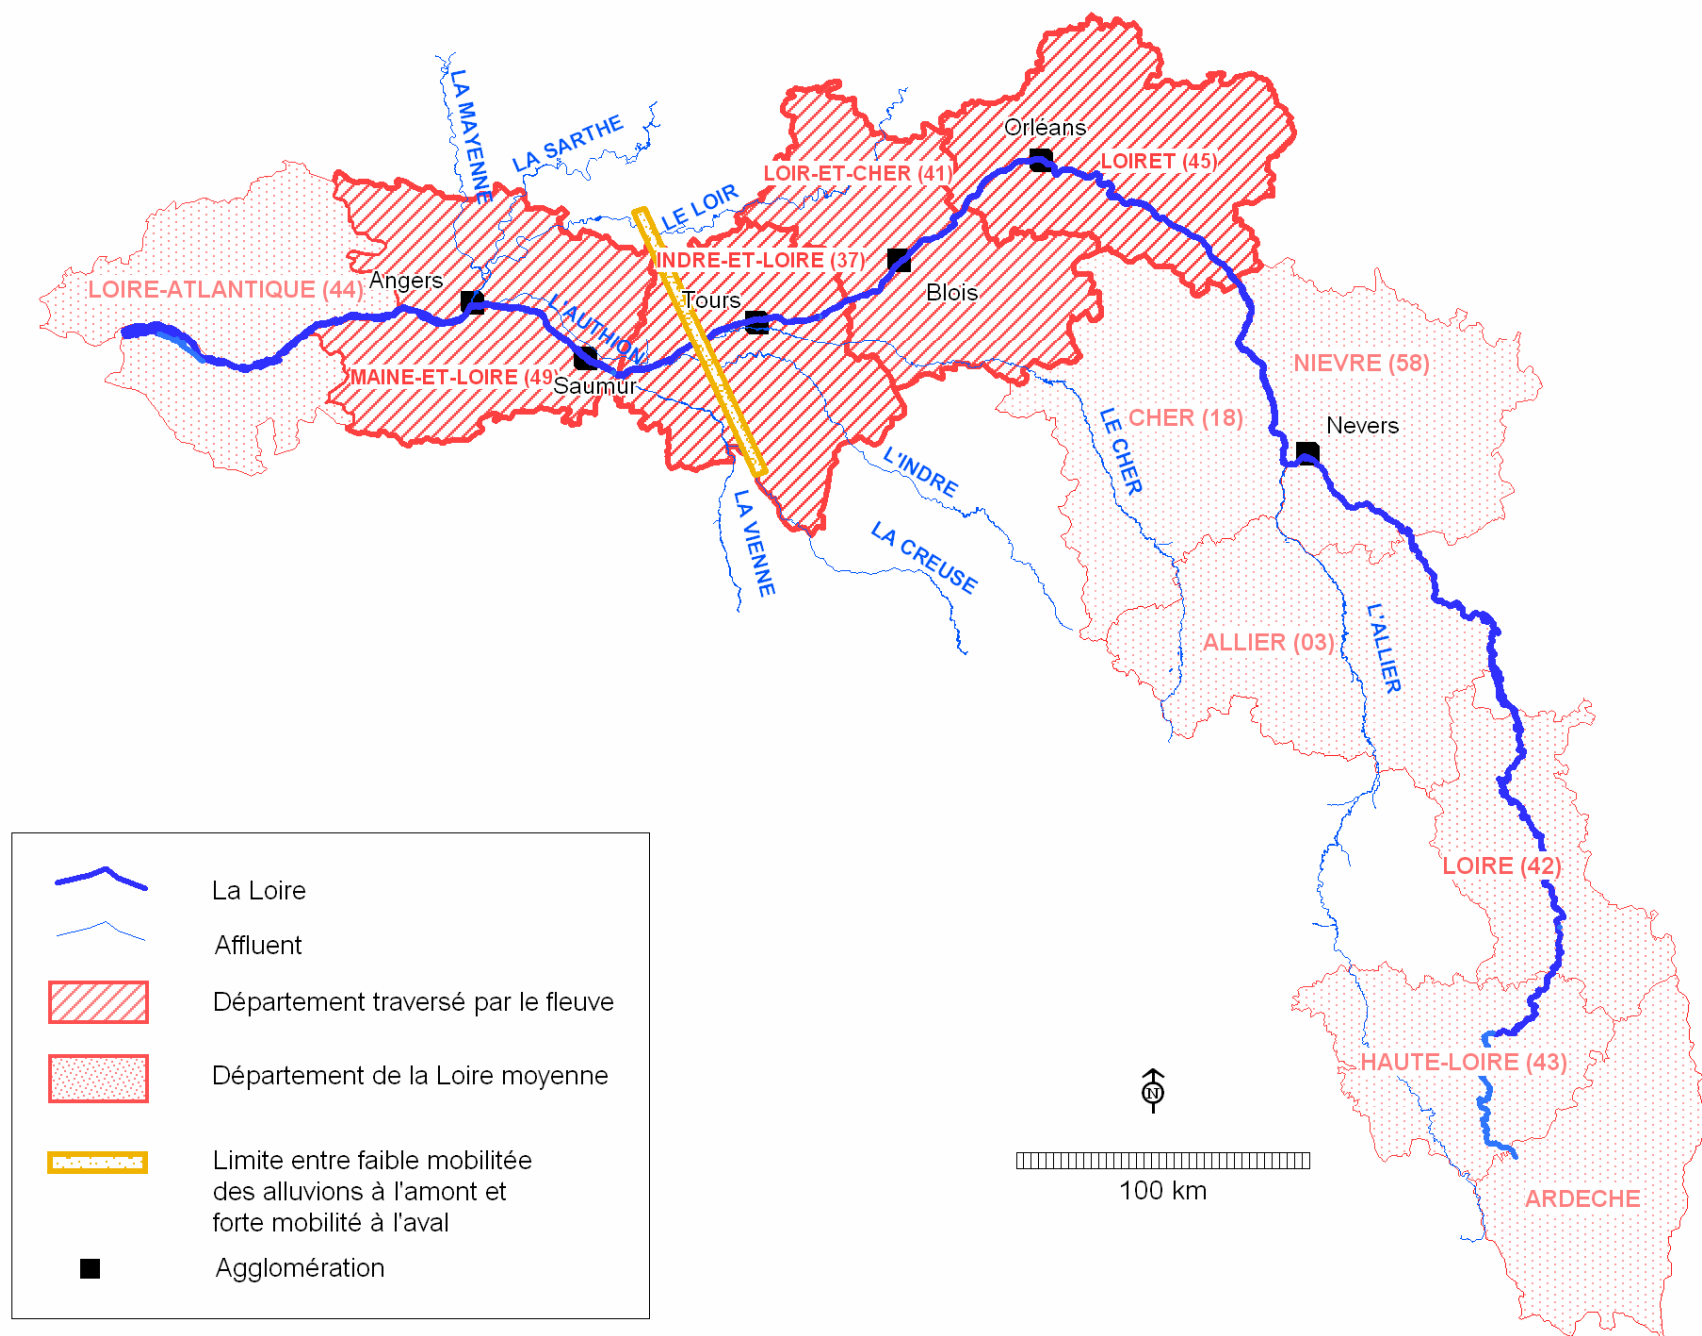 LA MAYENNE
LA SARTHE
Orléans
LOIRET (45)
LOIR-ET-CHER (41)
LE LOIR
INDRE-ET-LOIRE (37)
Angers
LOIRE-ATLANTIQUE (44)
Tours
Blois
L'AUTHION
MAINE-ET-LOIRE (49)
Saumur
NIEVRE (58)
CHER (18)
LE CHER
Nevers
L'INDRE
LA VIENNE
LA CREUSE
ALLIER (03)
L'ALLIER
LOIRE (42)
HAUTE-LOIRE (43)
ARDECHE
N
100 km
La Loire
Affluent
Département traversé par le fleuve
Département de la Loire moyenne
Limite entre faible mobilitée
des alluvions à l'amont et
forte mobilité à l'aval
Agglomération